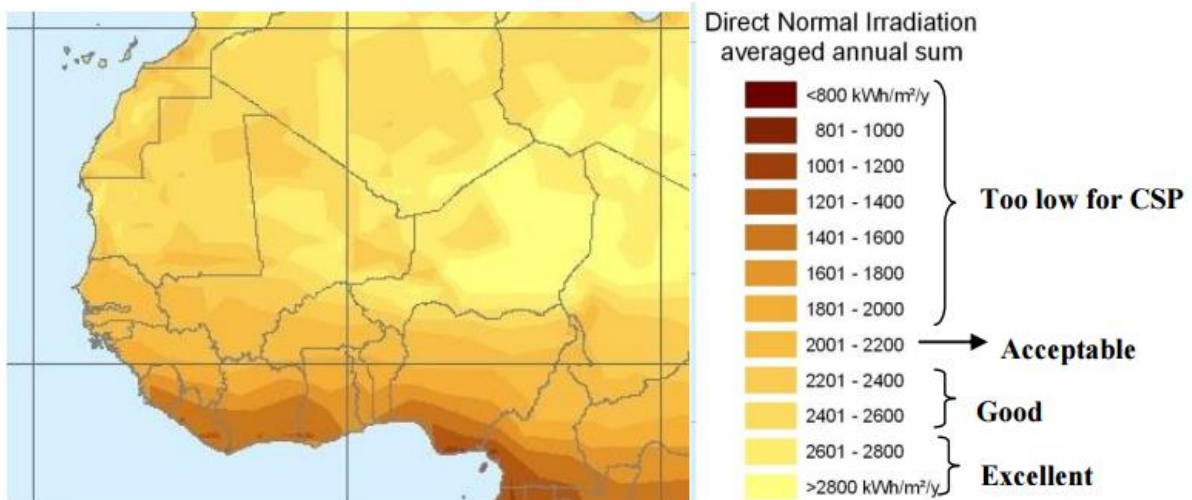 Direct Normal Irradiation
averaged annual sum
<800 kWh/m²/y
801 - 1000
1001 - 1200
1201 - 1400
1401 - 1600
1601 - 1800
1801 - 2000
2001 - 2200
2201 - 2400
2401 - 2600
2601 - 2800
>2800 kWh/m²/y
Too low for CSP
Acceptable
Good
Excellent